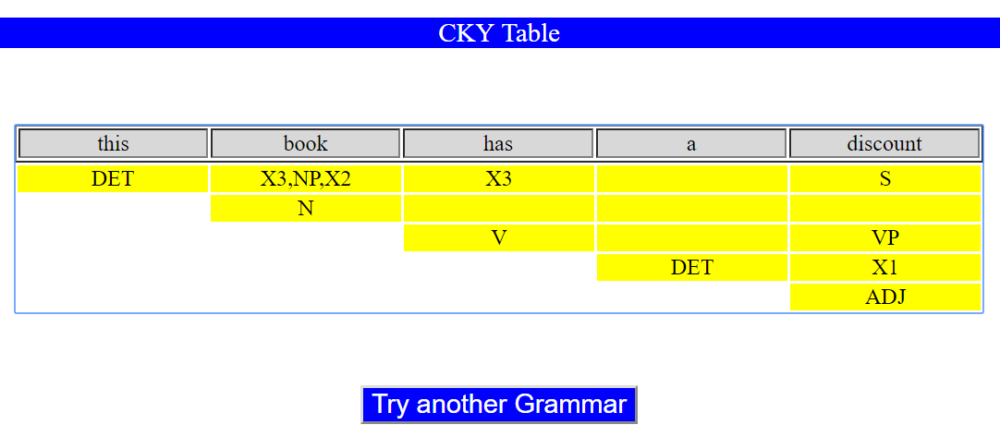 CKY Table
this book has a discount
DET X3,NP,X2 X3 S
N
V VP
DET X1
ADJ
Try another Grammar